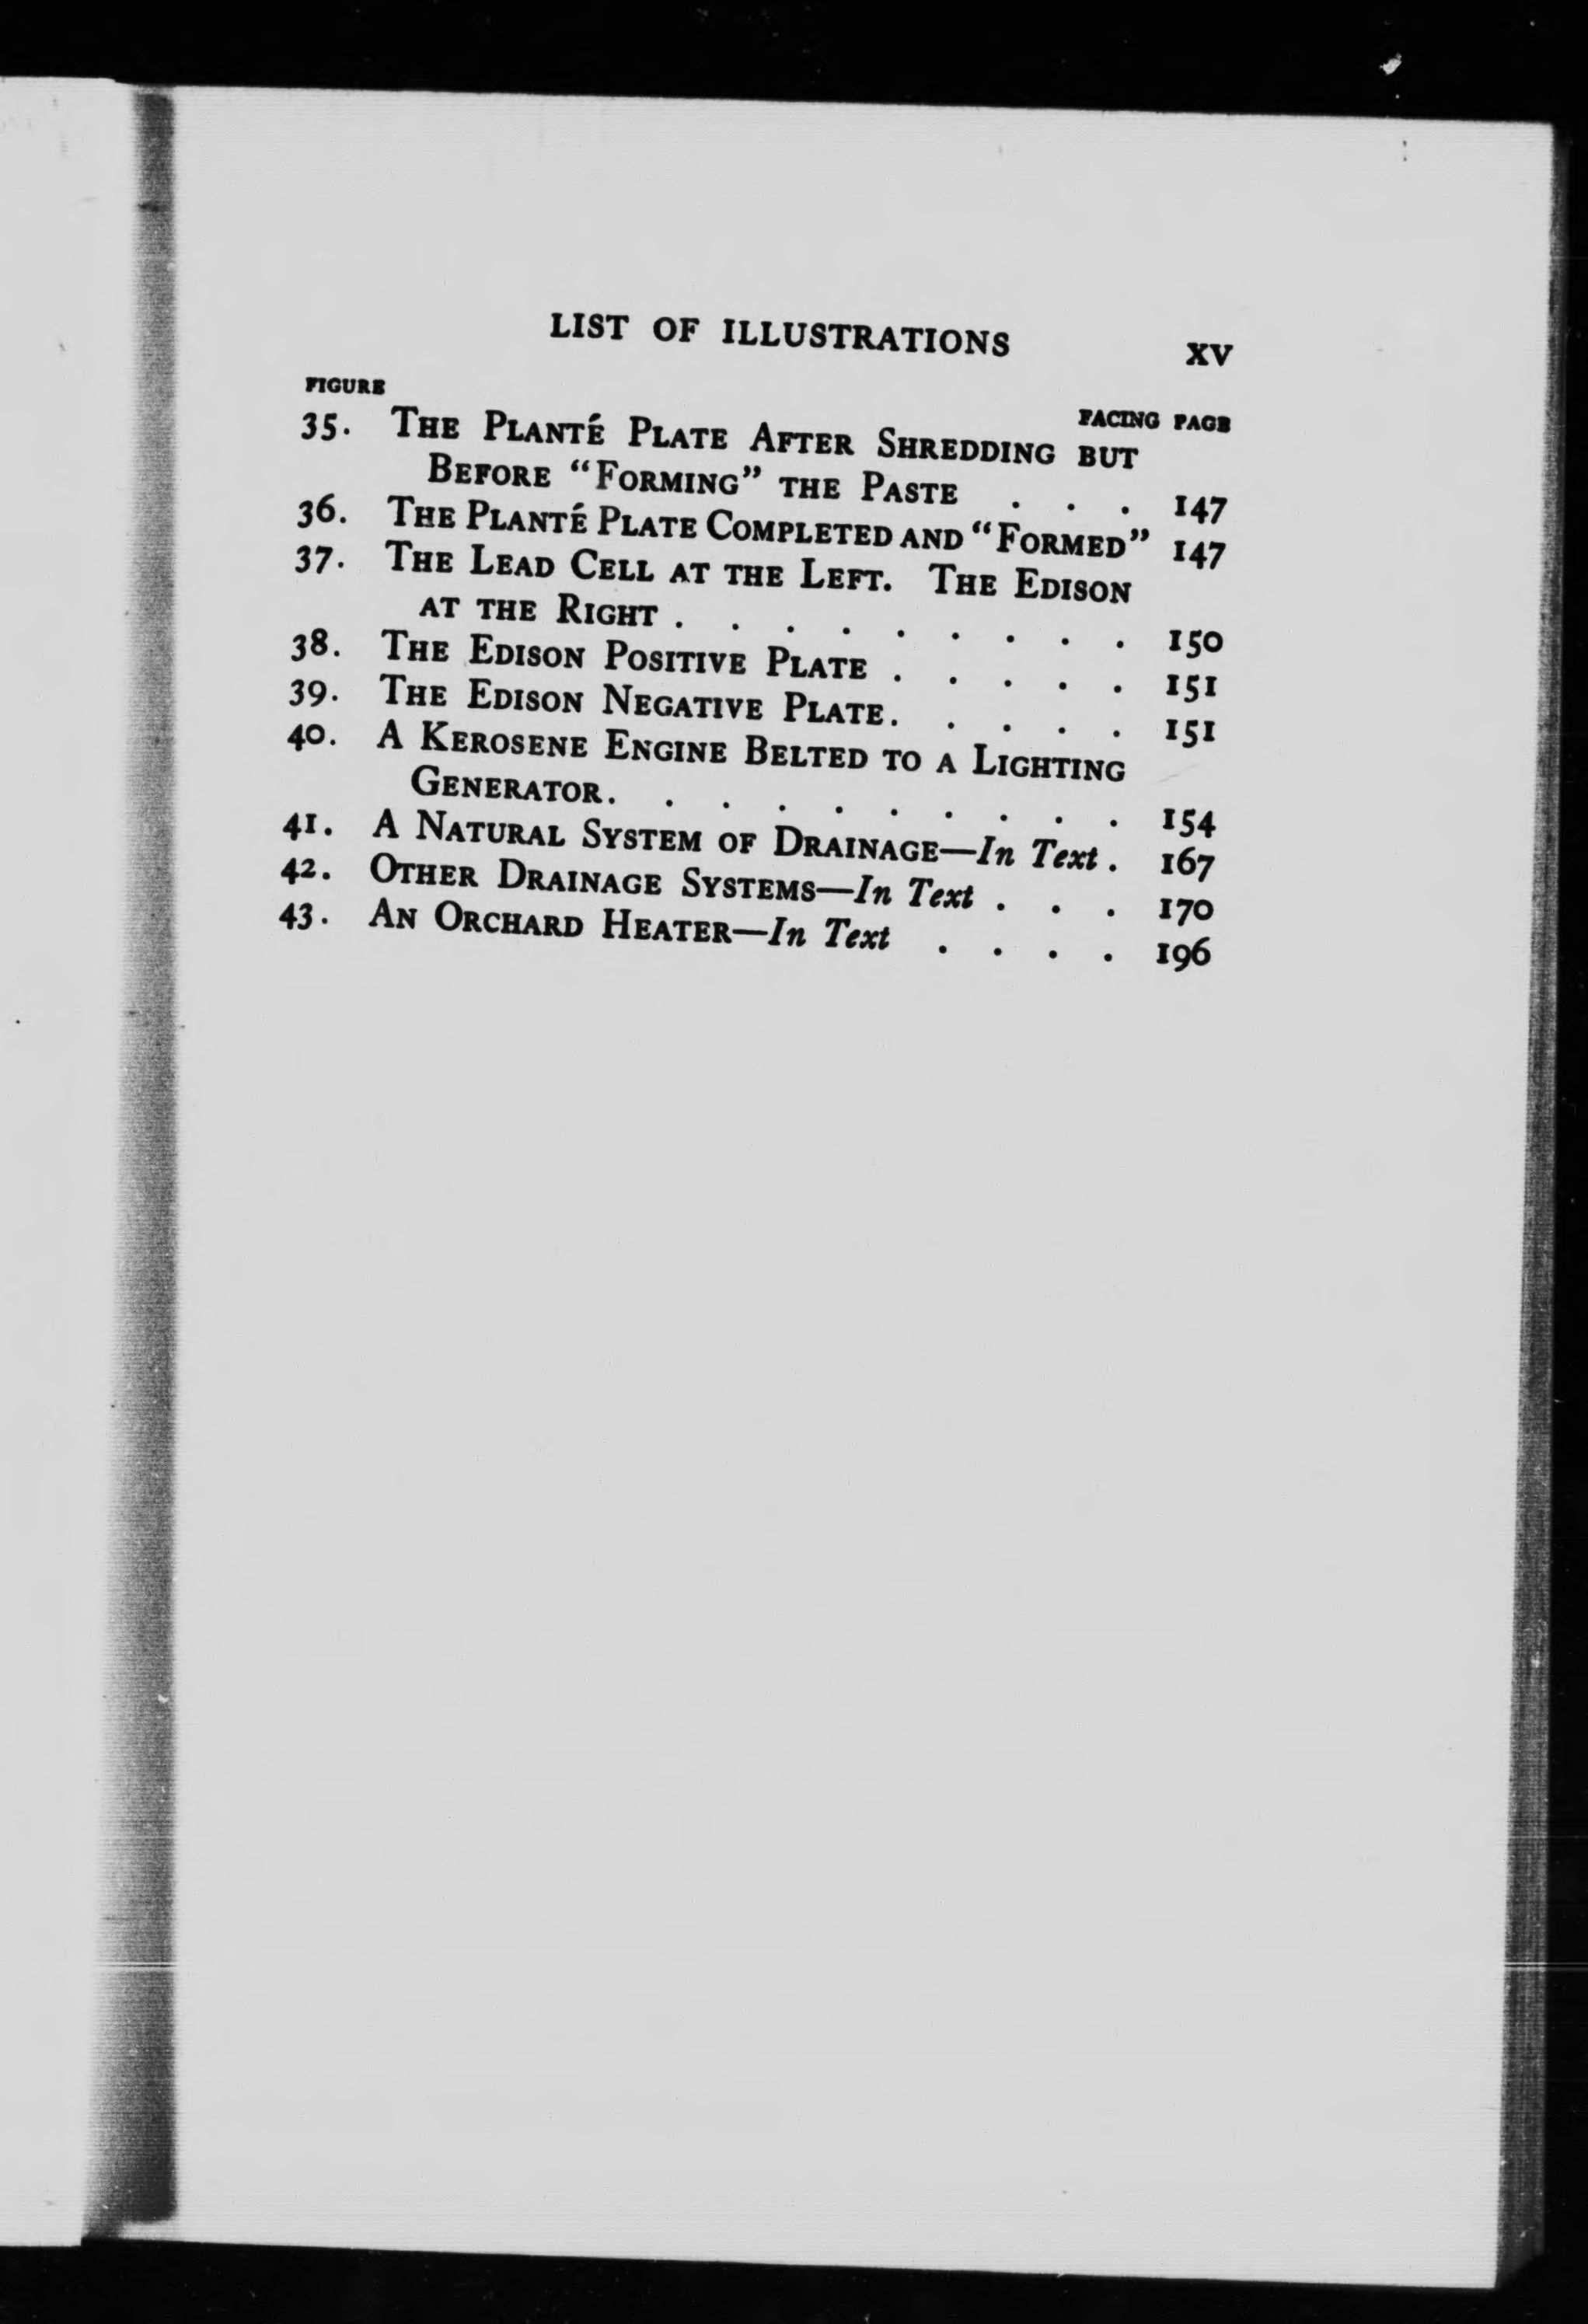 LIST OF ILLUSTRATIONS XV
FIGURE FACING PAGE
35. THE PLANTÉ PLATE AFTER SHREDDING BUT
BEFORE “FORMING” THE PASTE . . . 147
36. THE PLANTÉ PLATE COMPLETED AND “FORMED” 147
37. THE LEAD CELL AT THE LEFT. THE EDISON
AT THE RIGHT . . . . . . . . . 150
38. THE EDISON POSITIVE PLATE . . . . . 151
39. THE EDISON NEGATIVE PLATE. . . . . 151
40. A KEROSENE ENGINE BELTED TO A LIGHTING
GENERATOR. . . . . . . . . . 154
41. A NATURAL SYSTEM OF DRAINAGE—In Text . 167
42. OTHER DRAINAGE SYSTEMS—In Text . . . 170
43. AN ORCHARD HEATER—In Text . . . . 196